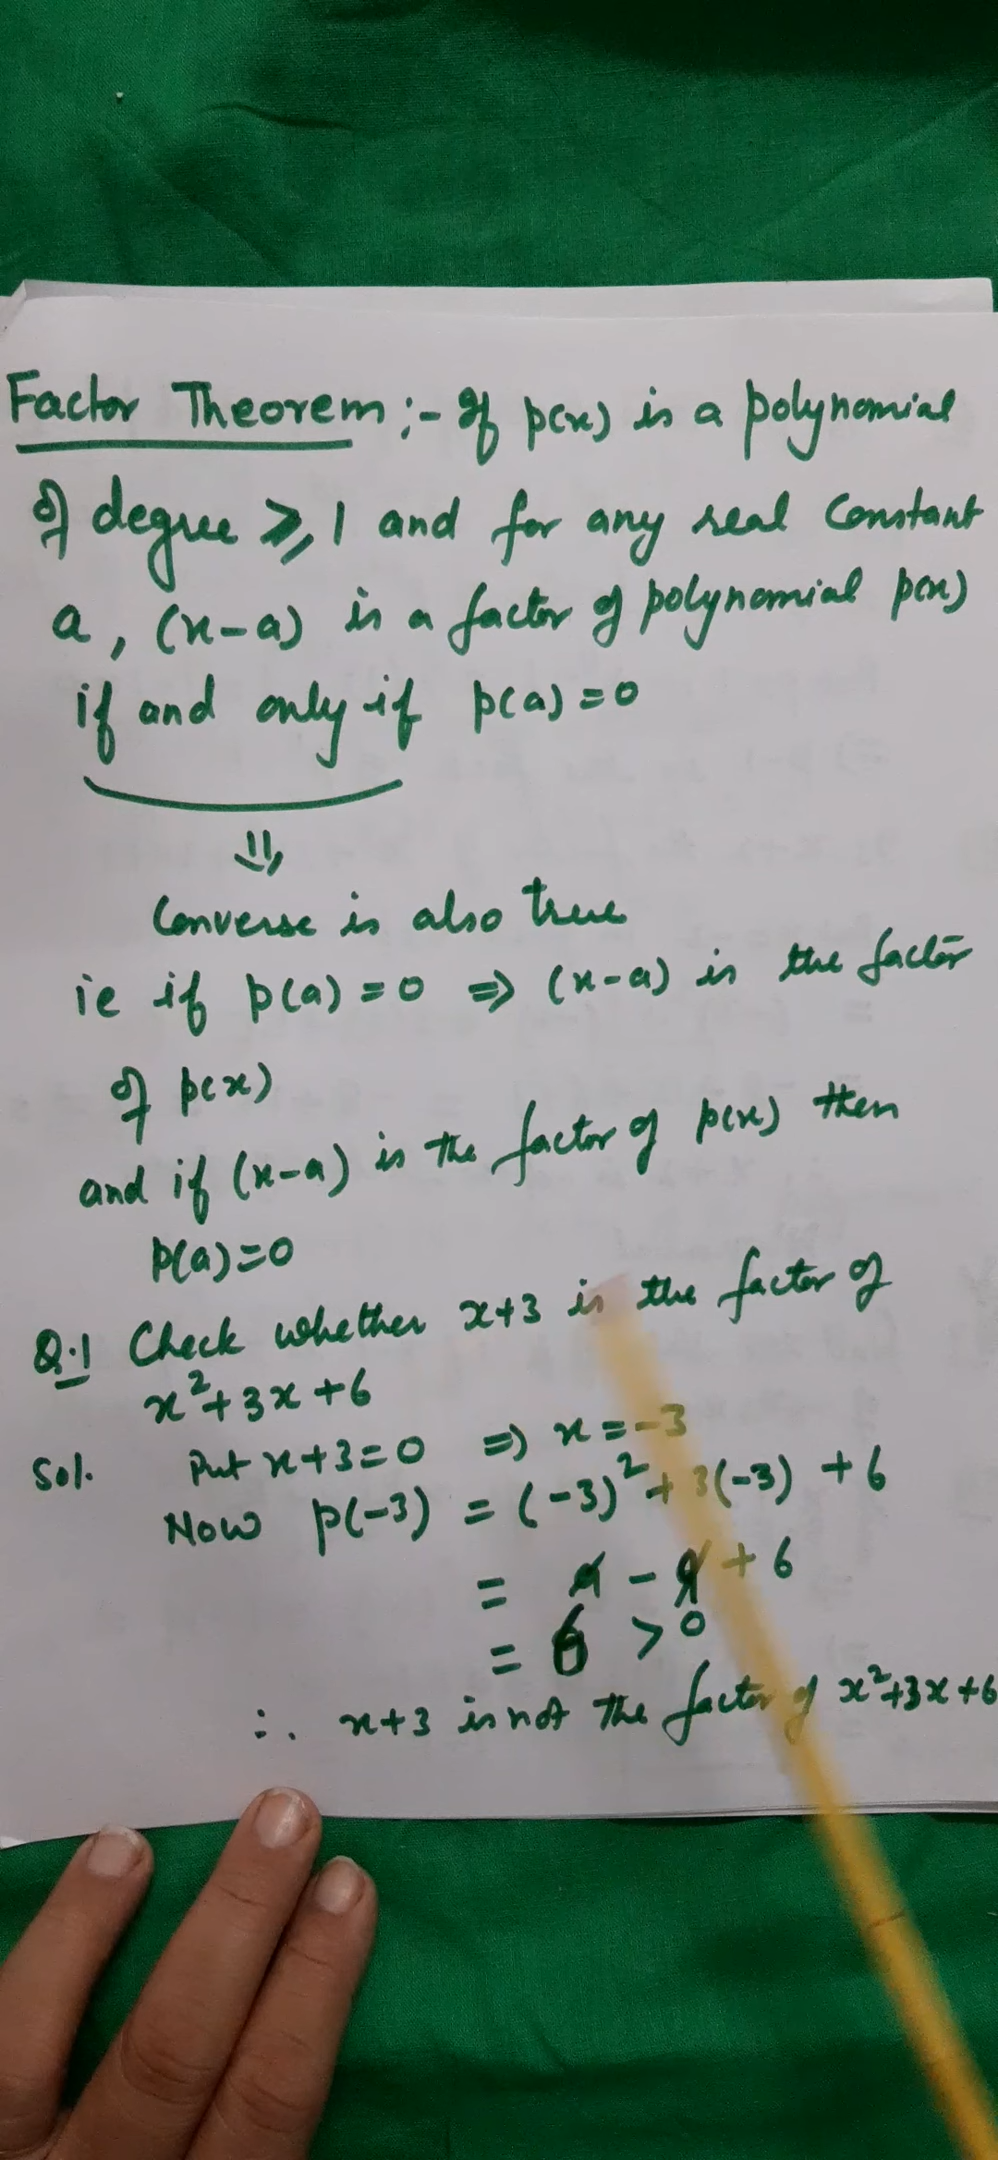 Factor Theorem :- If p(x) is a polynomial
of degree ≥ 1 and for any real constant
a, (x-a) is a factor of polynomial p(x)
if and only if p(a) = 0
⇓
Converse is also true
ie if p(a) = 0 ⇒ (x-a) is the factor
of p(x)
and if (x-a) is the factor of p(x) then
p(a) = 0
Q.1 Check whether x+3 is the factor of
x²+3x+6
Sol. Put x+3=0 ⇒ x = -3
Now p(-3) = (-3)² + 3(-3) + 6
= 9 - 9 + 6
= 6 > 0
∴ x+3 is not the factor of x²+3x+6